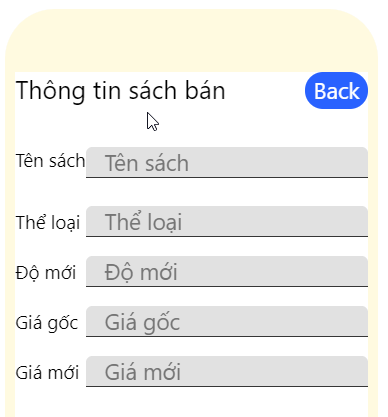 Thông tin sách bán Back
Tên sách Tên sách
Thể loại Thể loại
Độ mới Độ mới
Giá gốc Giá gốc
Giá mới Giá mới